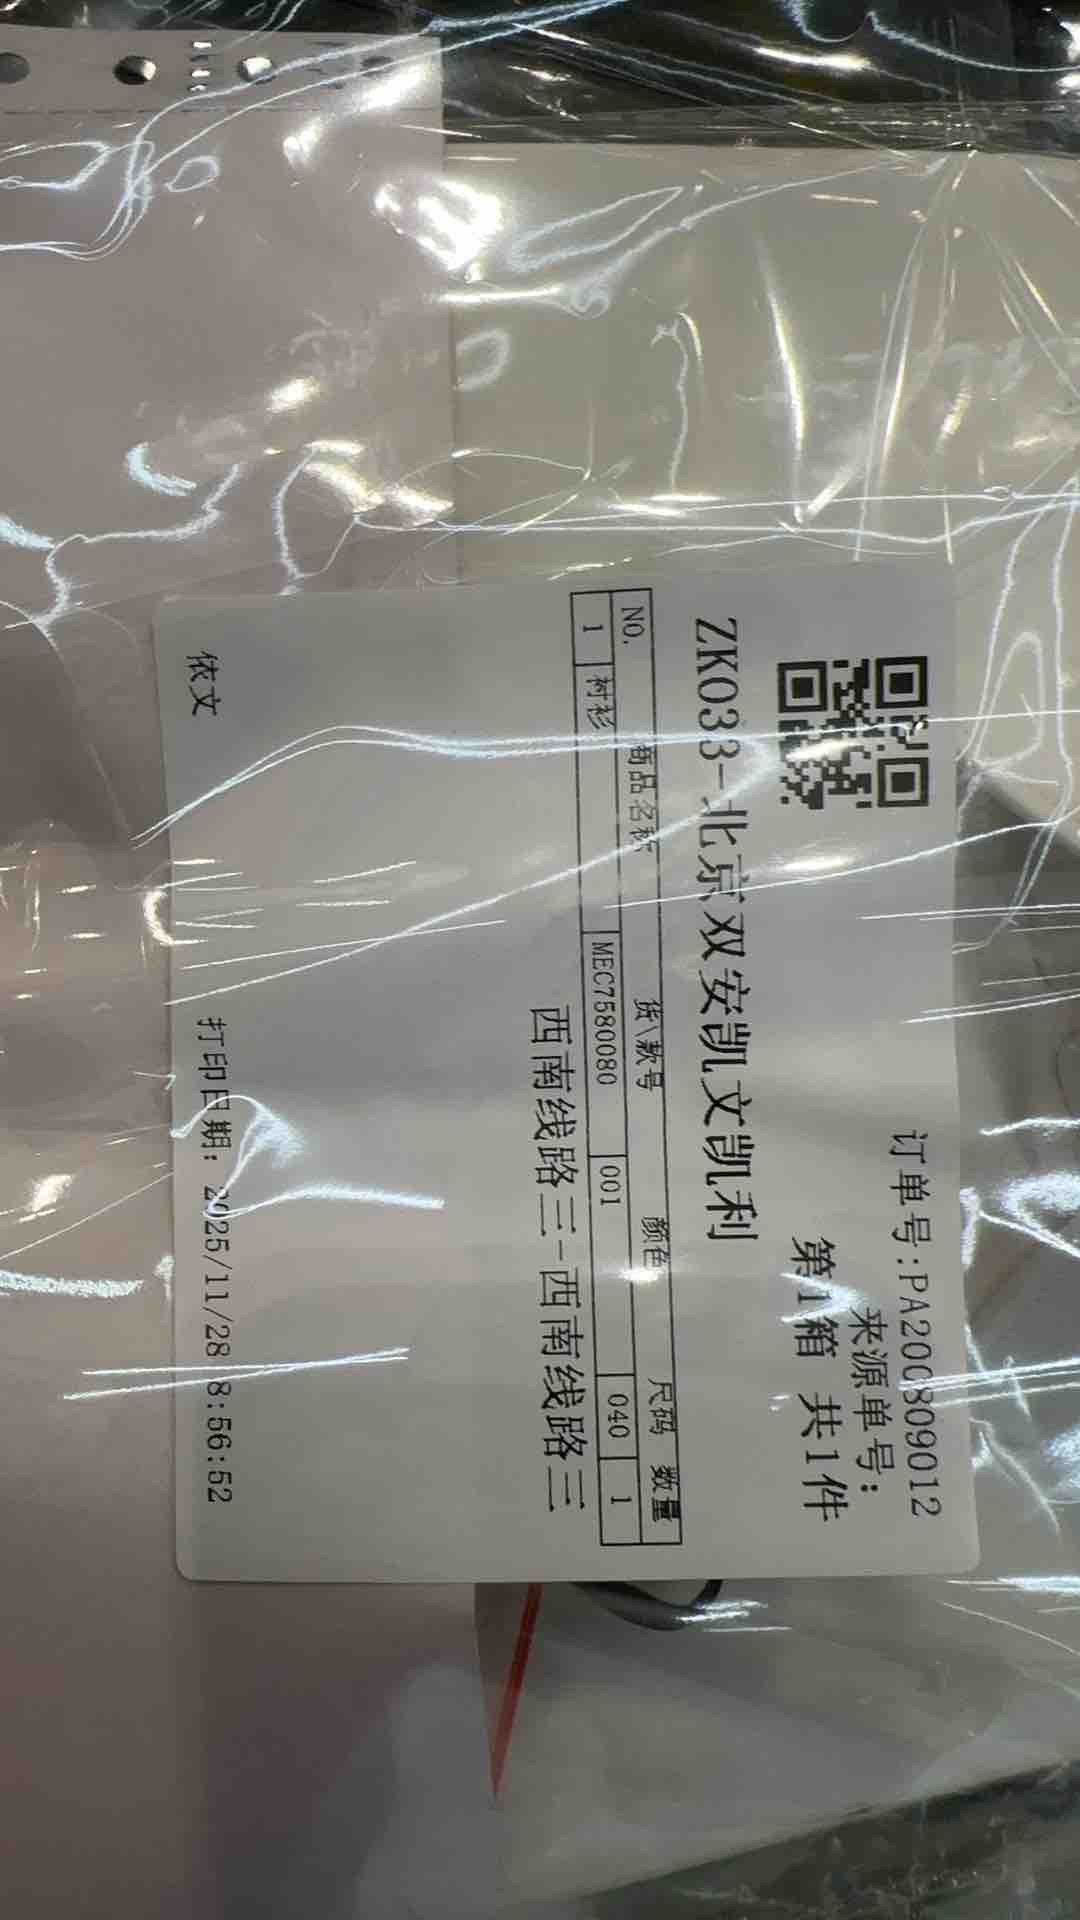 订单号:PA200809012
来源单号:
第1箱 共1件
ZK033-北京双安凯文凯利
NO. 商品名称 货\款号 颜色 尺码 数量
1 衬衫 MEC7580080 001 040 1
西南线路三-西南线路三
依文 打印日期: 2025/11/28 8:56:52